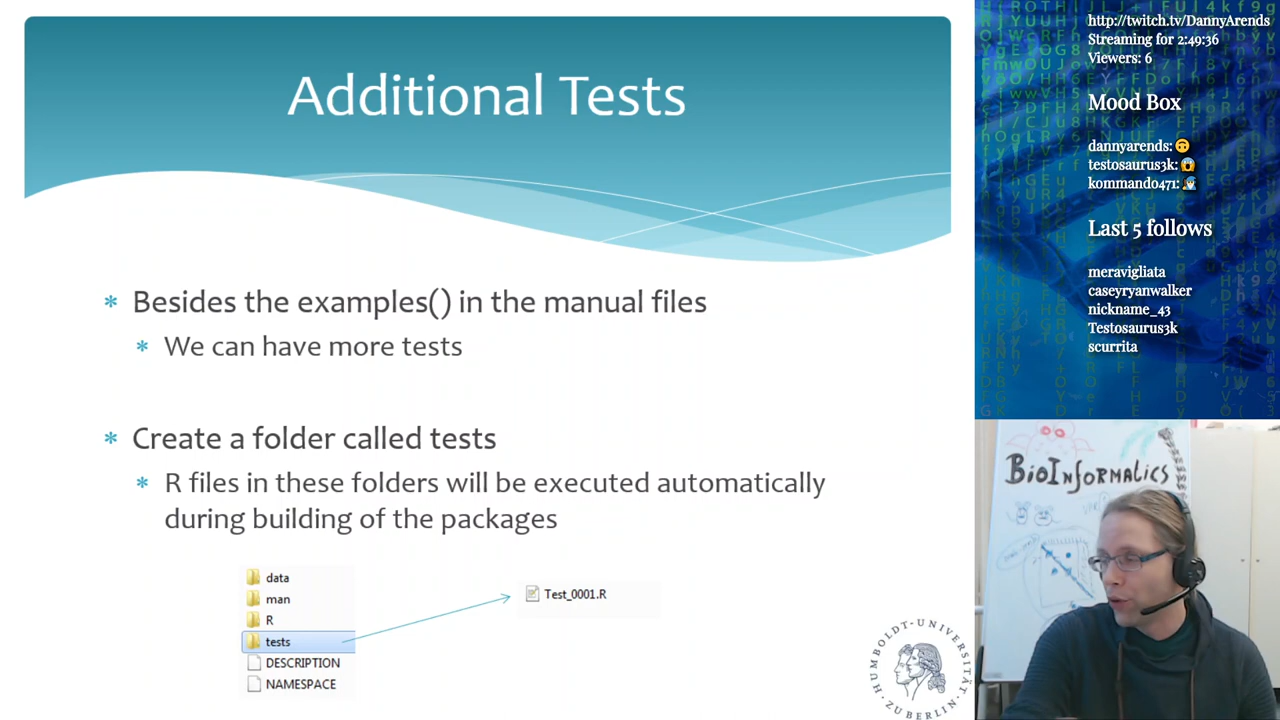 Additional Tests
* Besides the examples() in the manual files
* We can have more tests
* Create a folder called tests
* R files in these folders will be executed automatically
during building of the packages
data
man
R
tests
DESCRIPTION
NAMESPACE
Test_0001.R
HUMBOLDT-UNIVERSITÄT
ZU BERLIN
http://twitch.tv/DannyArends
Streaming for 2:49:36
Viewers: 6
Mood Box
dannyarends: 🙃
testosaurus3k: 😱
kommando471:
Last 5 follows
meravigliata
caseryanwalker
nickname_43
Testosaurus3k
scurrita
BioInformatics